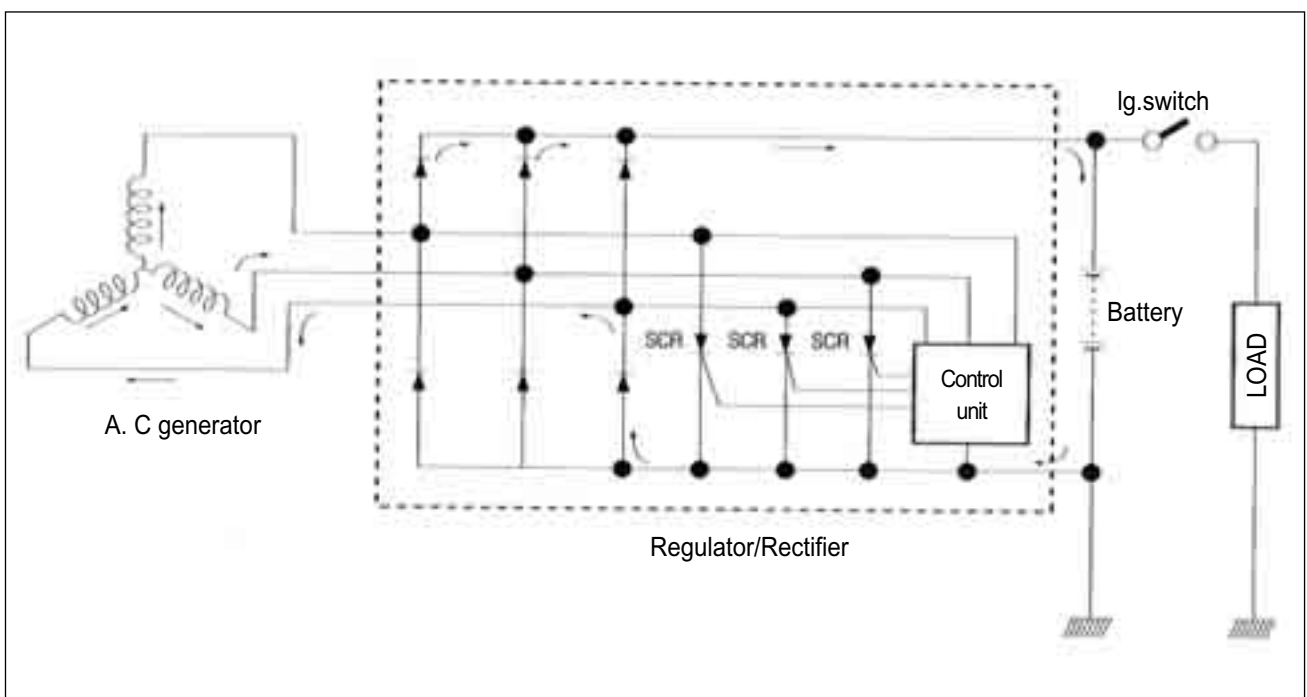 Ig.switch
Battery
LOAD
SCR SCR SCR
Control
unit
A. C generator
Regulator/Rectifier